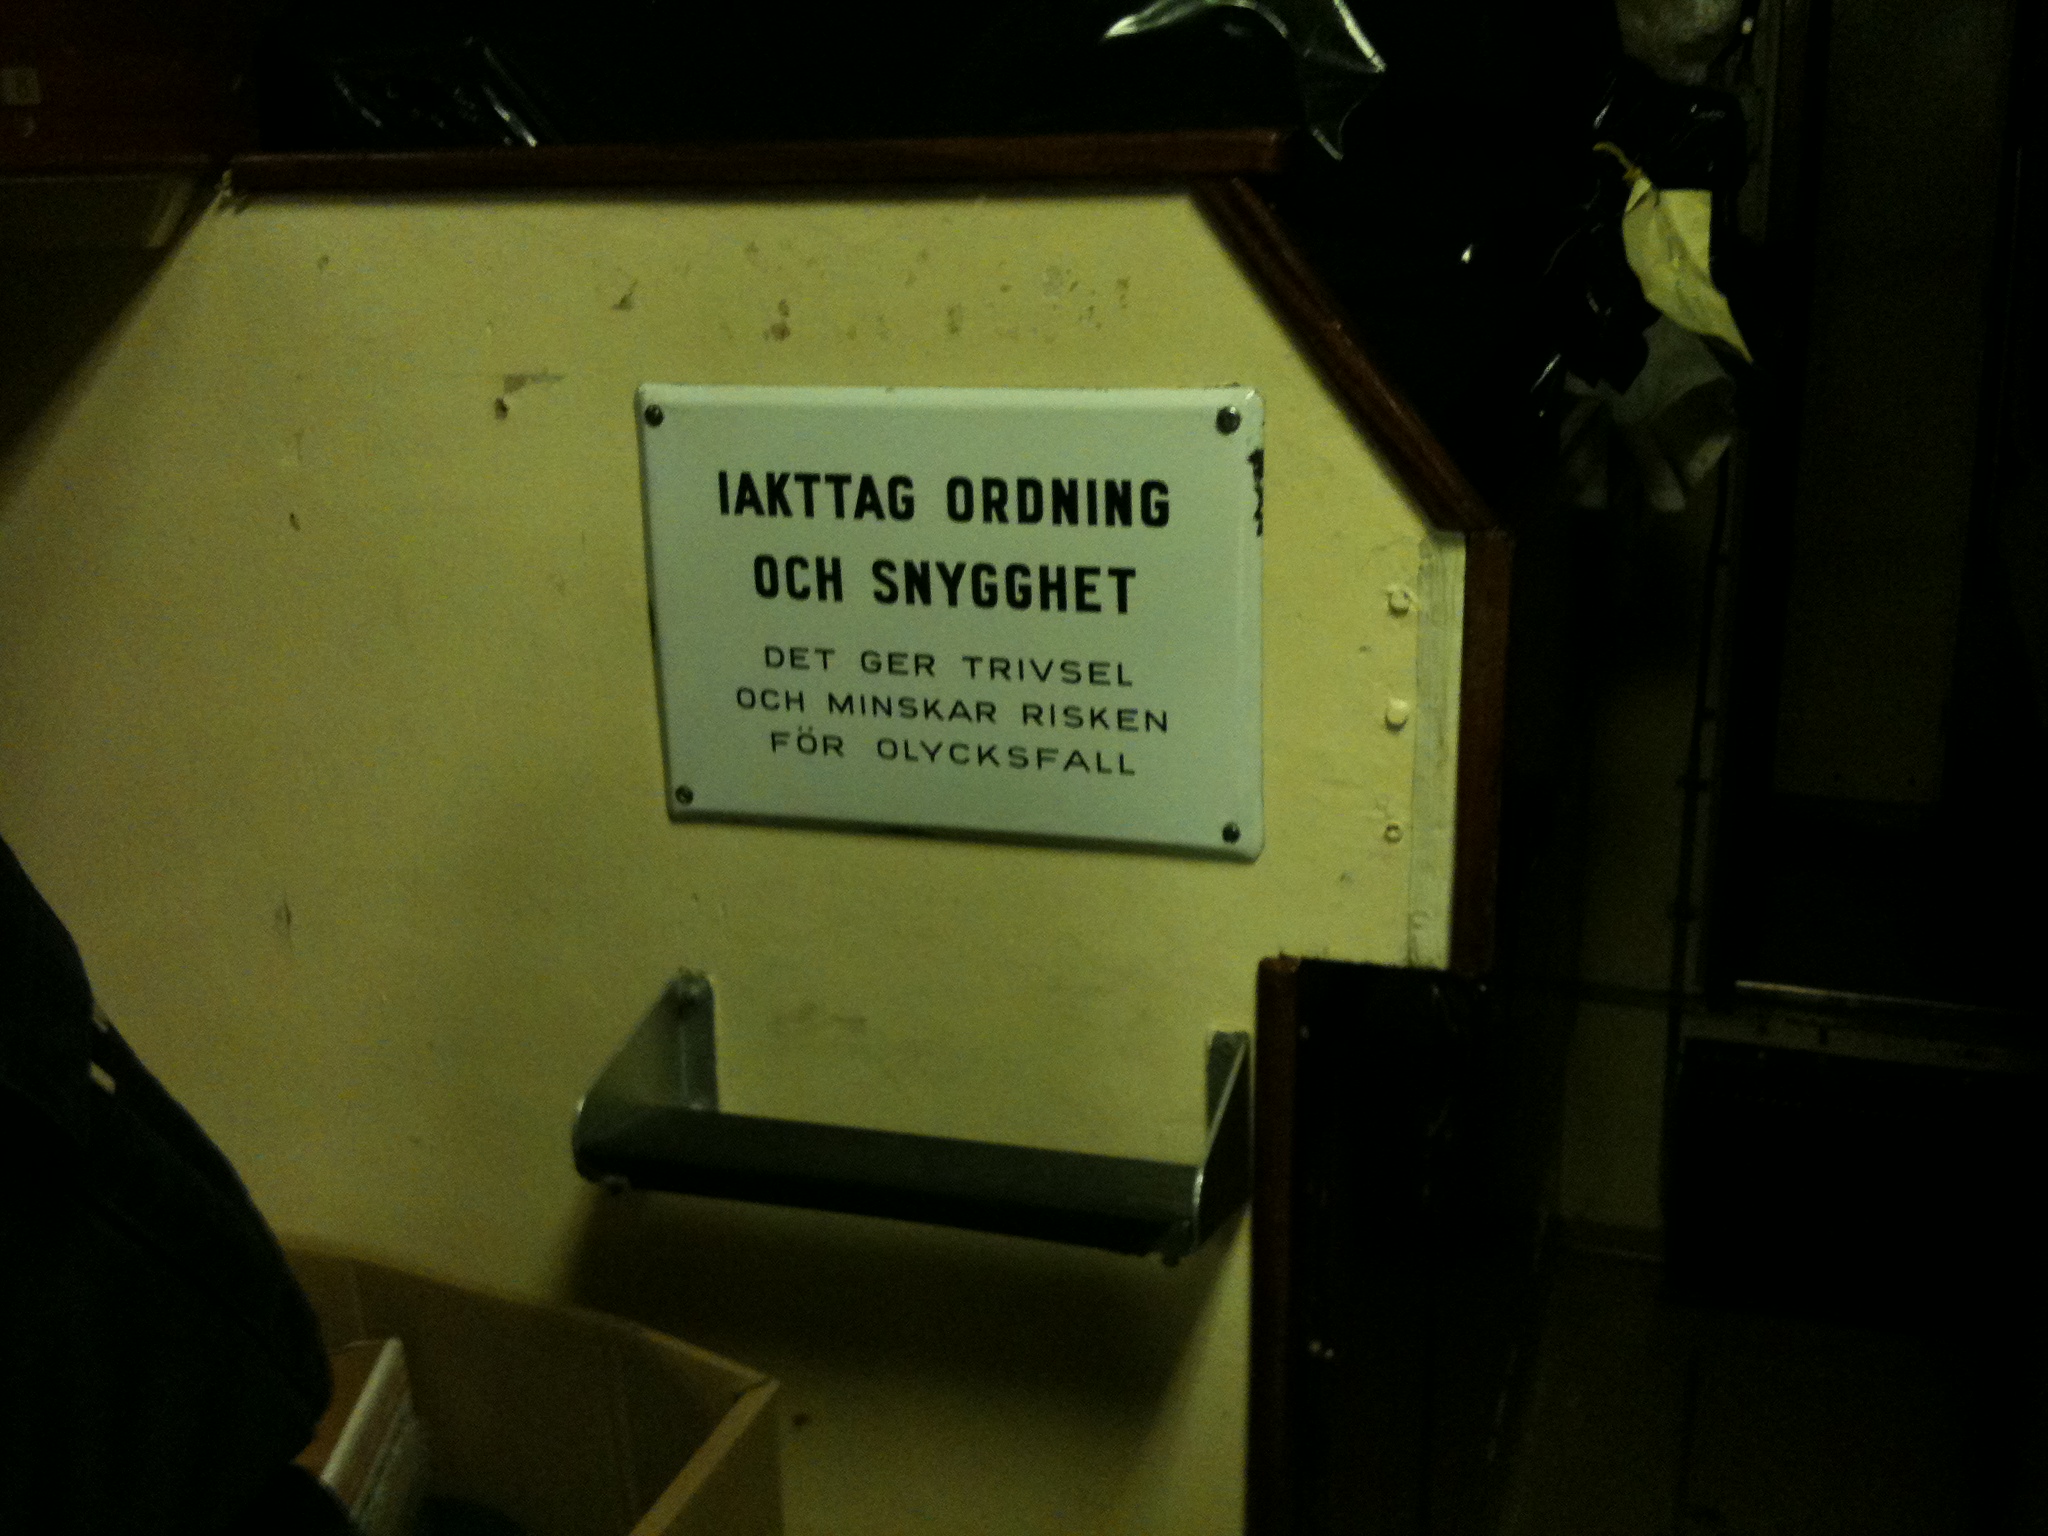 IAKTTAG ORDNING
OCH SNYGGHET
DET GER TRIVSEL
OCH MINSKAR RISKEN
FÖR OLYCKSFALL